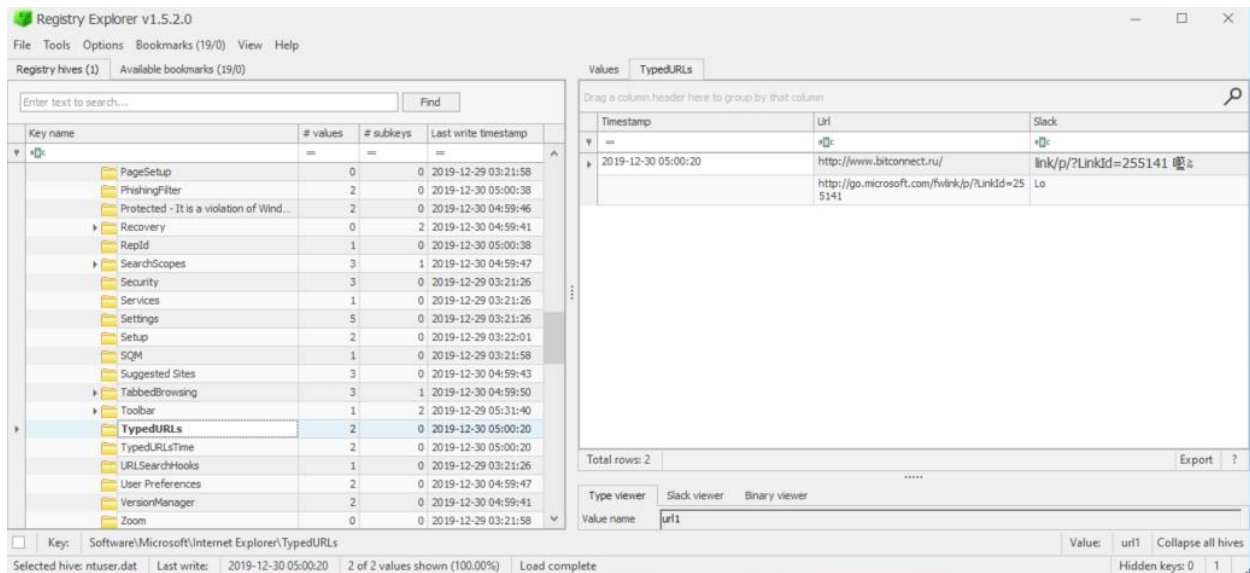 Registry Explorer v1.5.2.0
File Tools Options Bookmarks (19/0) View Help
Registry hives (1) Available bookmarks (19/0)
Enter text to search... Find
Key name # values # subkeys Last write timestamp
= = =
PageSetup 0 0 2019-12-29 03:21:58
PhishingFilter 2 0 2019-12-30 05:00:38
Protected - It is a violation of Wind... 2 0 2019-12-30 04:59:46
Recovery 0 2 2019-12-30 04:59:41
RepId 1 0 2019-12-30 05:00:38
SearchScopes 3 1 2019-12-30 04:59:47
Security 3 0 2019-12-29 03:21:26
Services 1 0 2019-12-29 03:21:26
Settings 5 0 2019-12-29 03:21:26
Setup 2 0 2019-12-29 03:22:01
SQM 1 0 2019-12-29 03:21:58
Suggested Sites 3 0 2019-12-30 04:59:43
TabbedBrowsing 3 1 2019-12-30 04:59:50
Toolbar 1 2 2019-12-29 05:31:40
TypedURLs 2 0 2019-12-30 05:00:20
TypedURLsTime 2 0 2019-12-30 05:00:20
URLSearchHooks 1 0 2019-12-29 03:21:26
User Preferences 2 0 2019-12-30 04:59:47
VersionManager 2 0 2019-12-30 04:59:41
Zoom 0 0 2019-12-29 03:21:58
Values TypedURLs
Drag a column header here to group by that column
Timestamp Url Slack
=
2019-12-30 05:00:20 http://www.bitconnect.ru/ link/p/?LinkId=255141
http://go.microsoft.com/fwlink/p/?LinkId=25 Lo
5141
Total rows: 2 Export ?
Type viewer Slack viewer Binary viewer
Value name url1
Key: Software\Microsoft\Internet Explorer\TypedURLs Value: url1 Collapse all hives
Selected hive: ntuser.dat Last write: 2019-12-30 05:00:20 2 of 2 values shown (100.00%) Load complete Hidden keys: 0 1